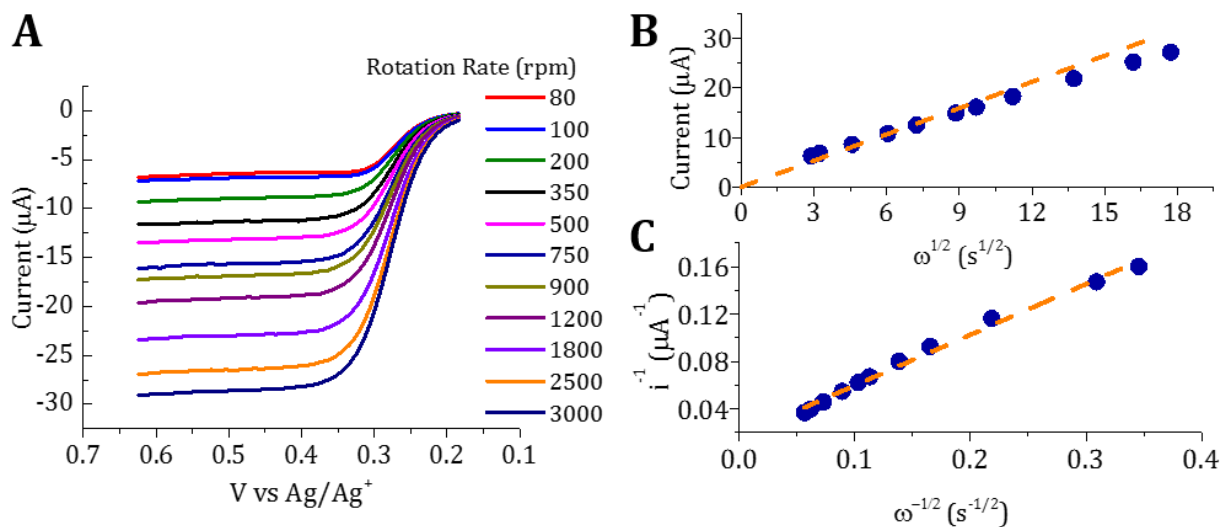 A
Rotation Rate (rpm)
80
100
200
350
500
750
900
1200
1800
2500
3000
0
-5
-10
-15
-20
-25
-30
Current (µA)
0.7 0.6 0.5 0.4 0.3 0.2 0.1
V vs Ag/Ag⁺
B
30
20
10
0
Current (µA)
0 3 6 9 12 15 18
ω^1/2 (s^1/2)
C
0.16
0.12
0.08
0.04
i^-1 (µA^-1)
0.0 0.1 0.2 0.3 0.4
ω^-1/2 (s^-1/2)